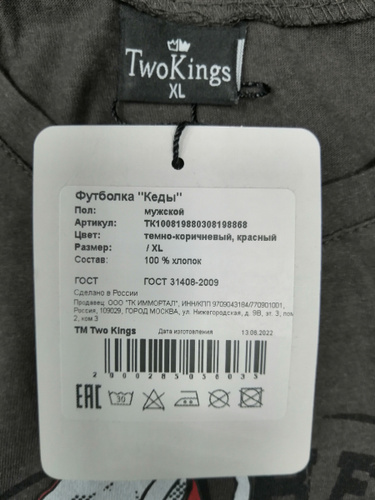 TwoKings
XL
Футболка "Кеды"
Пол: мужской
Артикул: TK100819880308198868
Цвет: темно-коричневый, красный
Размер: / XL
Состав: 100 % хлопок
ГОСТ ГОСТ 31408-2009
Сделано в России
Продавец ООО "ТК ИММОРТАЛ", ИНН/КПП 9709043184/770901001,
Россия, 109029, ГОРОД МОСКВА, ул. Нижегородская, д. 9В, эт. 3, пом.
2, ком.3
TM Two Kings Дата изготовления 13.08.2022
2000285056035
EAC 30